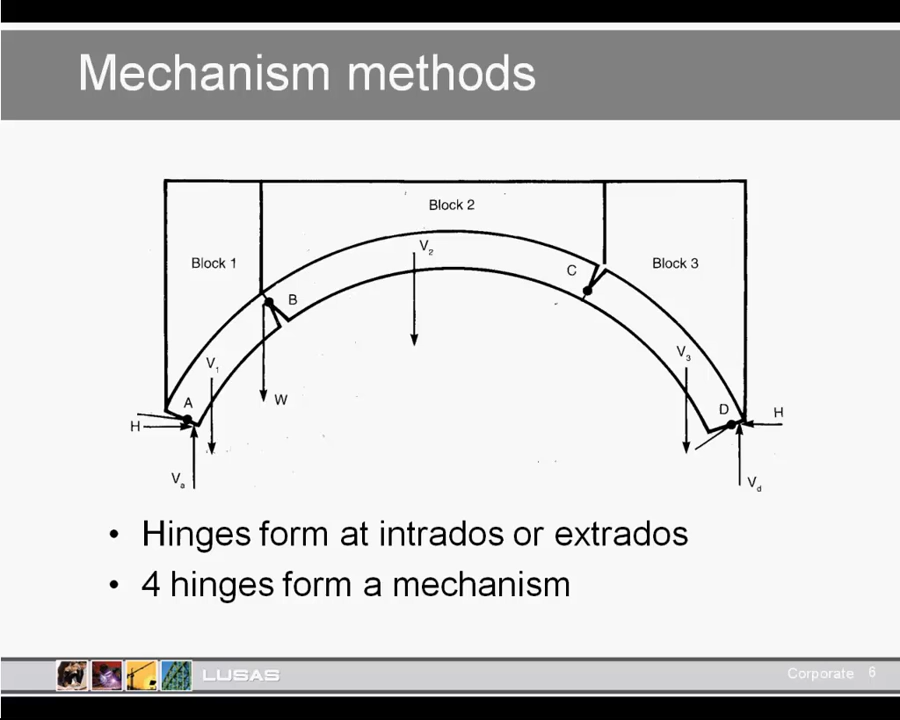 Mechanism methods
Block 1
Block 2
Block 3
V₂
C
B
V₁
V₃
W
A
D
H
H
Vₐ
V_d
• Hinges form at intrados or extrados
• 4 hinges form a mechanism
LUSAS
Corporate 6